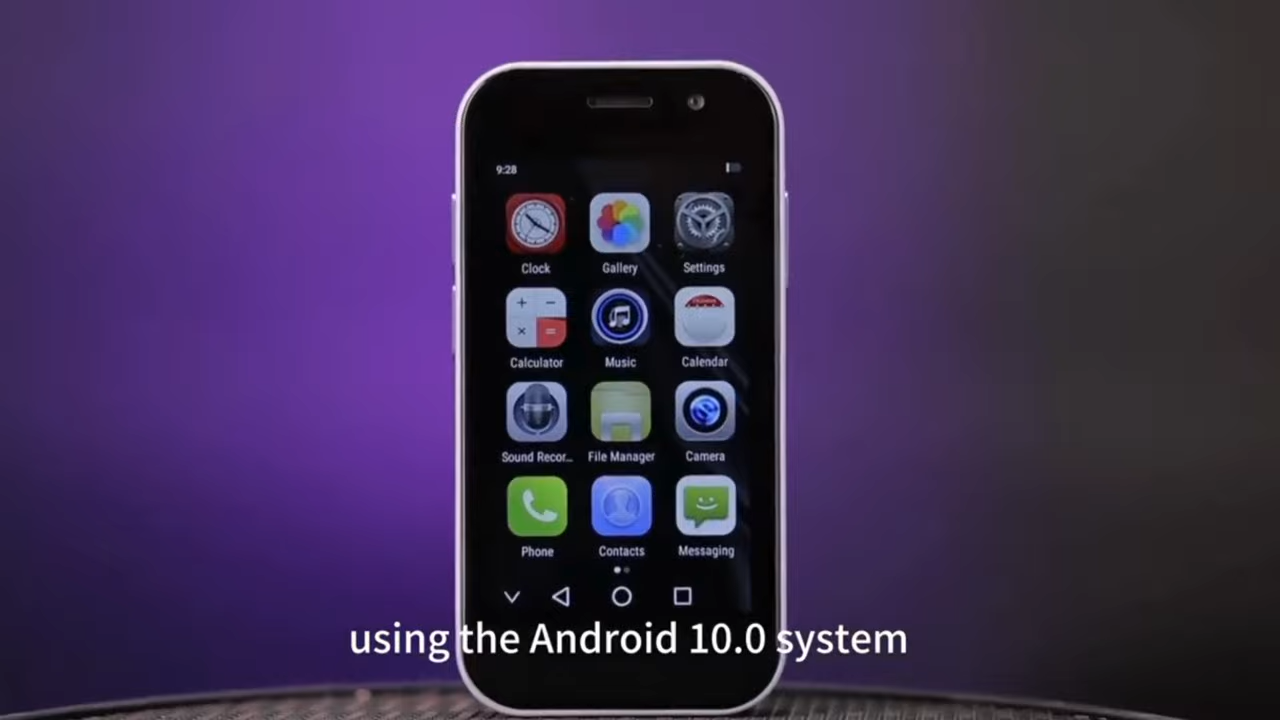 9:28
Clock Gallery Settings
Calculator Music Calendar
Sound Recor... File Manager Camera
Phone Contacts Messaging
using the Android 10.0 system